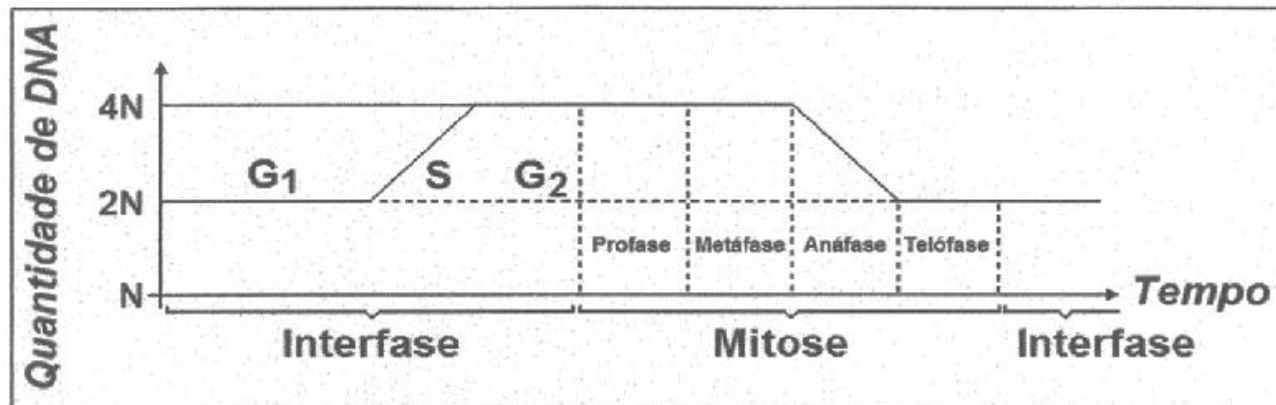 Quantidade de DNA
4N
2N
N
G1
S
G2
Profase
Metáfase
Anáfase
Telófase
Tempo
Interfase
Mitose
Interfase